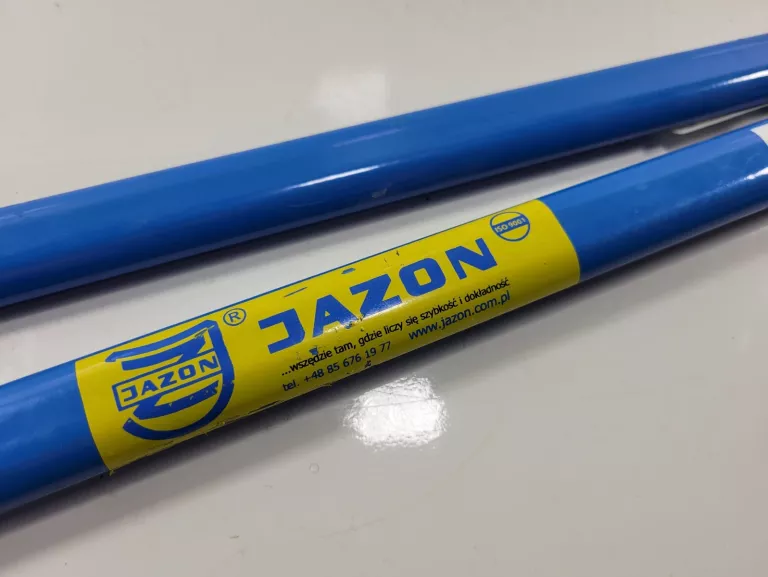 JAZON
®
JAZON
ISO 9001
...wszędzie tam, gdzie liczy się szybkość i dokładność
tel. +48 85 676 19 77 www.jazon.com.pl